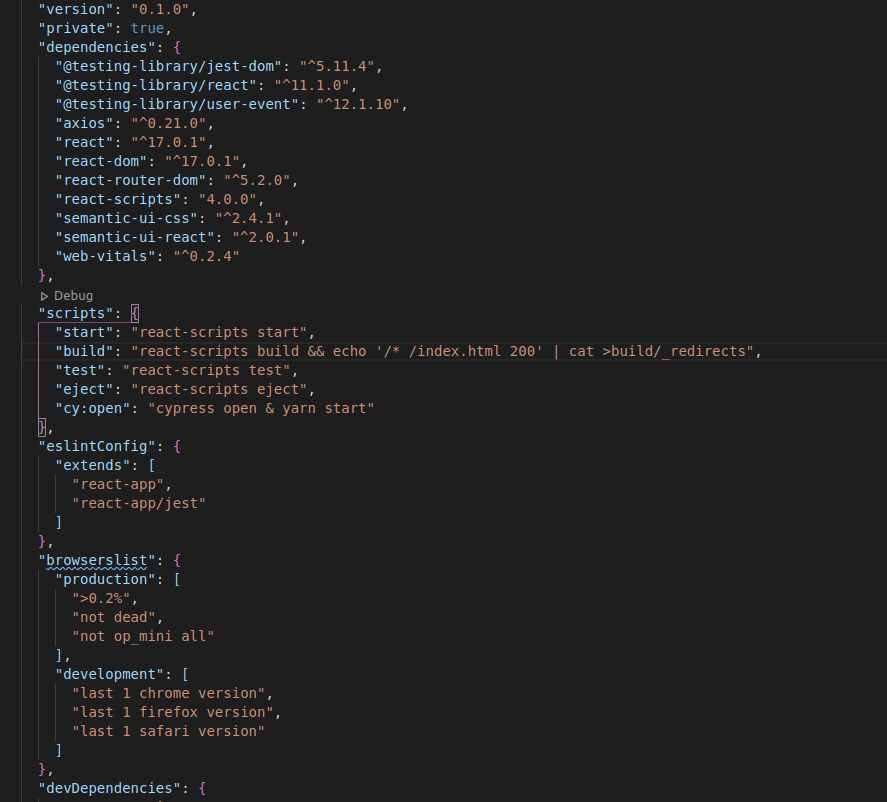 "version": "0.1.0",
"private": true,
"dependencies": {
"@testing-library/jest-dom": "^5.11.4",
"@testing-library/react": "^11.1.0",
"@testing-library/user-event": "^12.1.10",
"axios": "^0.21.0",
"react": "^17.0.1",
"react-dom": "^17.0.1",
"react-router-dom": "^5.2.0",
"react-scripts": "4.0.0",
"semantic-ui-css": "^2.4.1",
"semantic-ui-react": "^2.0.1",
"web-vitals": "^0.2.4"
},
Debug
"scripts": {
"start": "react-scripts start",
"build": "react-scripts build && echo '/* /index.html 200' | cat >build/_redirects",
"test": "react-scripts test",
"eject": "react-scripts eject",
"cy:open": "cypress open & yarn start"
},
"eslintConfig": {
"extends": [
"react-app",
"react-app/jest"
]
},
"browserslist": {
"production": [
">0.2%",
"not dead",
"not op_mini all"
],
"development": [
"last 1 chrome version",
"last 1 firefox version",
"last 1 safari version"
]
},
"devDependencies": {